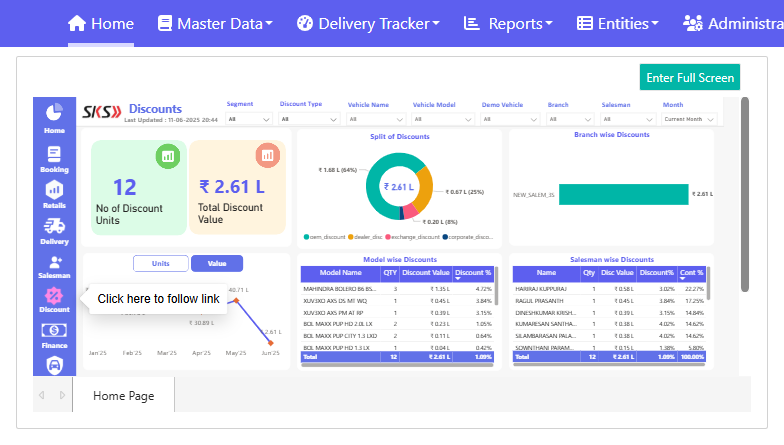 Home
Master Data
Delivery Tracker
Reports
Entities
Administra
Enter Full Screen
SKS
Discounts
Last Updated : 11-06-2025 20:44
Segment
All
Discount Type
All
Vehicle Name
All
Vehicle Model
All
Demo Vehicle
All
Branch
All
Salesman
All
Month
Current Month
Home
Booking
Retails
Delivery
Salesman
Discount
Finance
12
No of Discount
Units
₹ 2.61 L
Total Discount
Value
Split of Discounts
₹ 1.68 L (64%)
₹ 2.61 L
₹ 0.67 L (25%)
₹ 0.20 L (8%)
oem_discount dealer_disc exchange_discount corporate_disco...
Branch wise Discounts
NEW_SALEM_3S
₹ 2.61 L
Units
Value
40.71 L
₹ 30.89 L
2.61 L
Jan'25 Feb'25 Mar'25 Apr'25 May'25 Jun'25
Click here to follow link
Model wise Discounts
Model Name QTY Discount Value Discount %
MAHINDRA BOLERO B6 BS... 3 ₹ 1.35 L 4.72%
XUV3XO AX5 DS MT WQ 1 ₹ 0.45 L 3.84%
XUV3XO AX5 PM AT RP 1 ₹ 0.39 L 3.15%
BOL MAXX PUP HD 2.0L LX 2 ₹ 0.23 L 1.05%
BOL MAXX PUP CITY 1.3 LXD 2 ₹ 0.11 L 0.64%
BOL MAXX PUP HD 1.3 LX 1 ₹ 0.04 L 0.42%
Total 12 ₹ 2.61 L 1.09%
Salesman wise Discounts
Name Qty Disc Value Discount% Cont %
HARIRAJ KUPPURAJ 1 ₹ 0.58 L 3.02% 22.27%
RAGUL PRASANTH 1 ₹ 0.45 L 3.84% 17.25%
DINESHKUMAR KRISH... 1 ₹ 0.39 L 3.15% 14.84%
KUMARESAN SANTHA... 1 ₹ 0.38 L 4.02% 14.62%
SILAMBARASAN PALA... 1 ₹ 0.38 L 4.02% 14.62%
SOWNTHANI PARAM... 1 ₹ 0.15 L 1.38% 5.80%
Total 12 ₹ 2.61 L 1.09% 100.00%
Home Page